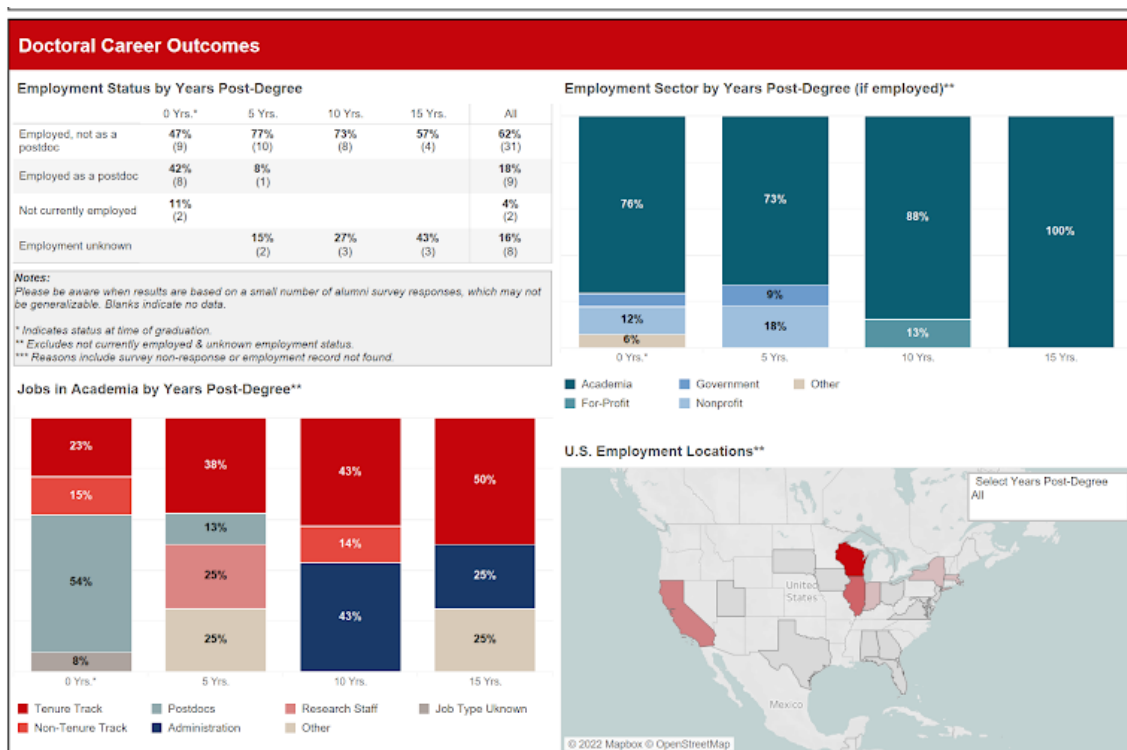 Doctoral Career Outcomes
Employment Status by Years Post-Degree
0 Yrs.* 5 Yrs. 10 Yrs. 15 Yrs. All
Employed, not as a postdoc 47% (9) 77% (10) 73% (8) 57% (4) 62% (31)
Employed as a postdoc 42% (8) 8% (1) 18% (9)
Not currently employed 11% (2) 4% (2)
Employment unknown 15% (2) 27% (3) 43% (3) 16% (8)
Notes:
Please be aware when results are based on a small number of alumni survey responses, which may not
be generalizable. Blanks indicate no data.
* Indicates status at time of graduation.
** Excludes not currently employed & unknown employment status.
*** Reasons include survey non-response or employment record not found.
Employment Sector by Years Post-Degree (if employed)**
76%
12%
6%
73%
9%
18%
88%
13%
100%
0 Yrs.* 5 Yrs. 10 Yrs. 15 Yrs.
Academia Government Other
For-Profit Nonprofit
Jobs in Academia by Years Post-Degree**
23%
15%
54%
8%
38%
13%
25%
25%
43%
14%
43%
50%
25%
25%
0 Yrs.* 5 Yrs. 10 Yrs. 15 Yrs.
Tenure Track Postdocs Research Staff Job Type Uknown
Non-Tenure Track Administration Other
U.S. Employment Locations**
Select Years Post-Degree
All
United
States
Mexico
© 2022 Mapbox © OpenStreetMap